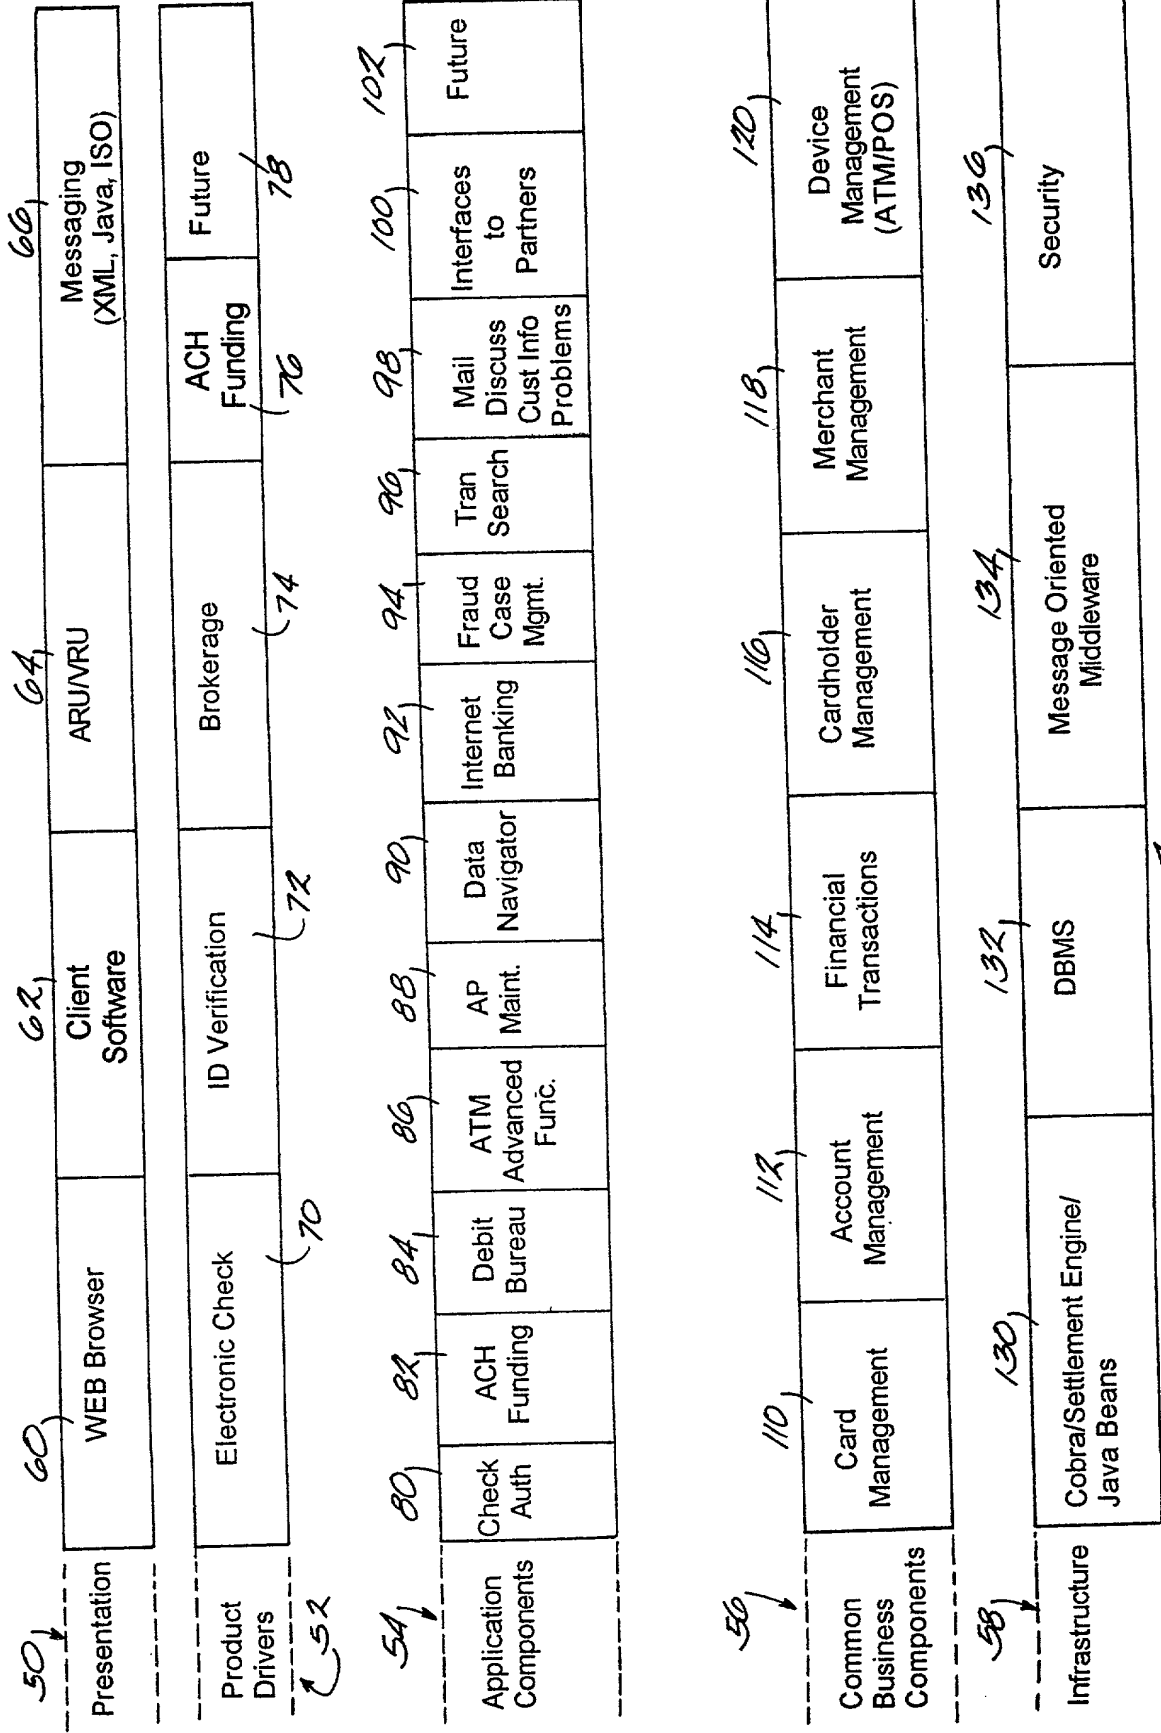 50
Presentation
60
WEB Browser
62
Client
Software
64
ARU/VRU
66
Messaging
(XML, Java, ISO)
Product
Drivers
52
Electronic Check
70
ID Verification
72
Brokerage
74
ACH
Funding
76
Future
78
54
Application
Components
80
Check
Auth
82
ACH
Funding
84
Debit
Bureau
86
ATM
Advanced
Func.
88
AP
Maint.
90
Data
Navigator
92
Internet
Banking
94
Fraud
Case
Mgmt.
96
Tran
Search
98
Mail
Discuss
Cust Info
Problems
100
Interfaces
to
Partners
102
Future
56
Common
Business
Components
110
Card
Management
112
Account
Management
114
Financial
Transactions
116
Cardholder
Management
118
Merchant
Management
120
Device
Management
(ATM/POS)
58
Infrastructure
130
Cobra/Settlement Engine/
Java Beans
132
DBMS
134
Message Oriented
Middleware
136
Security